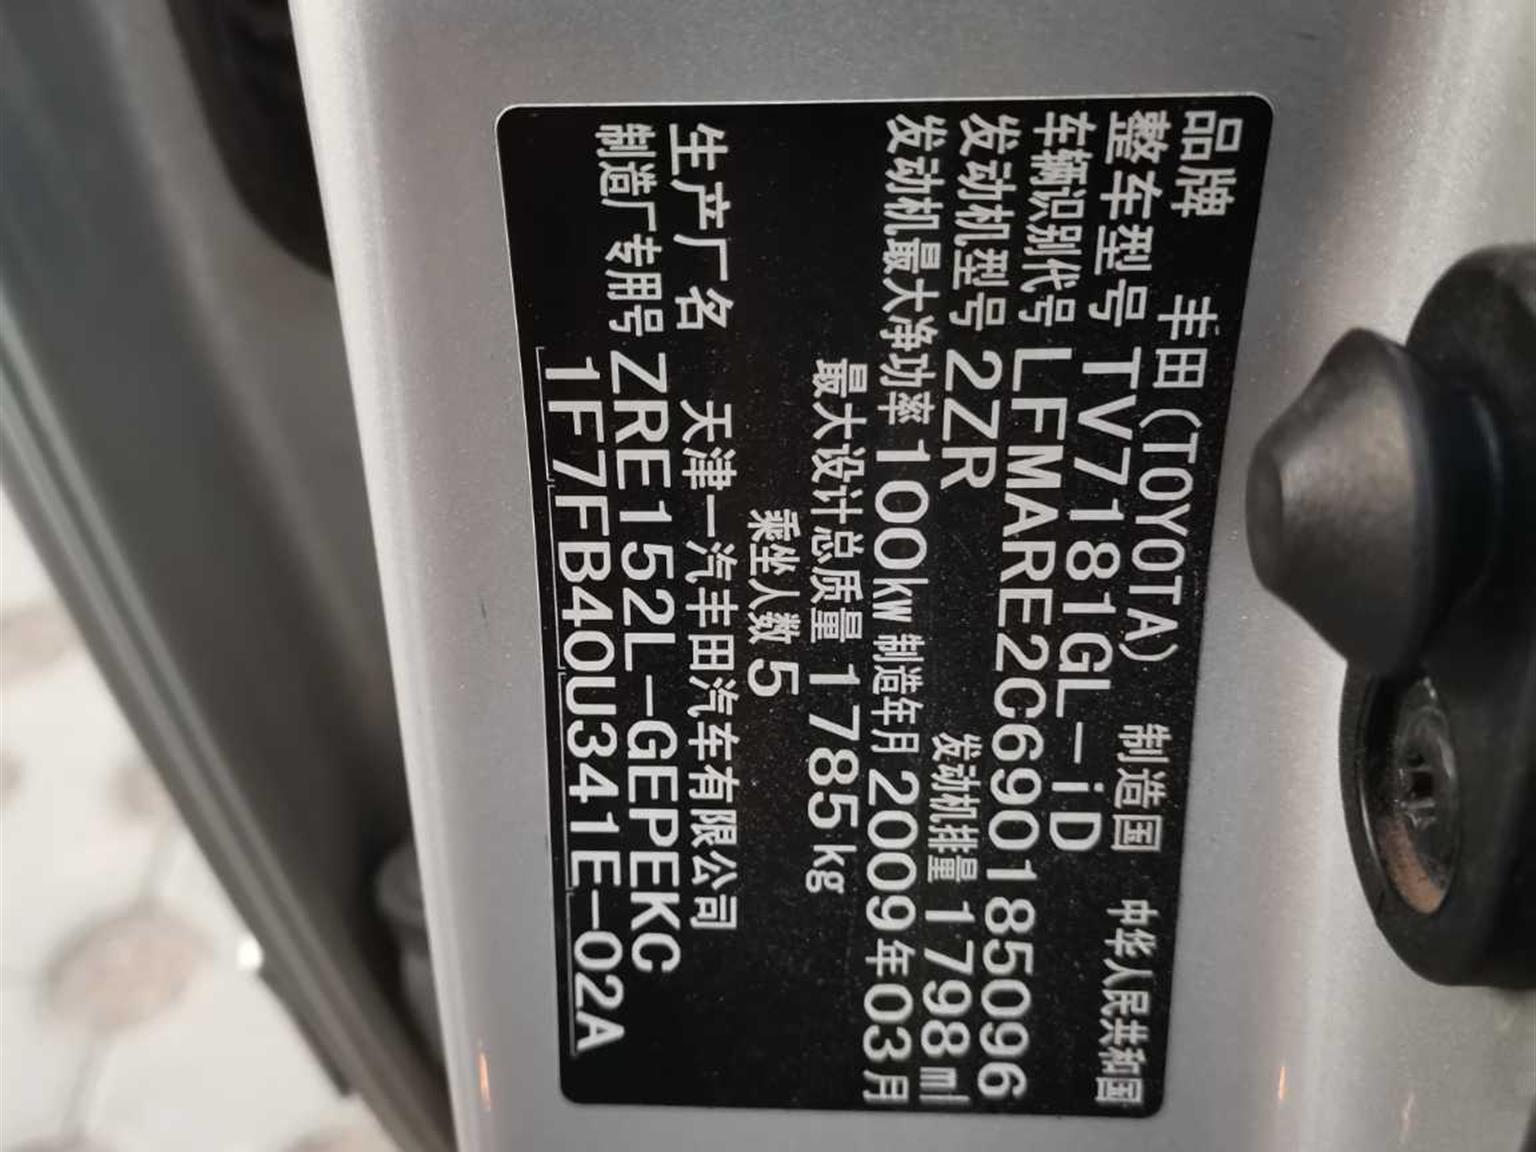 品牌 丰田(TOYOTA) 制造国 中华人民共和国
整车型号 TV7181GL-iD
车辆识别代号 LFMARE2C690185096
发动机型号 2ZR 发动机排量 1798ml
发动机最大净功率 100kW 制造年月 2009年03月
最大设计总质量 1785kg
乘坐人数 5
生产厂名 天津一汽丰田汽车有限公司
制造厂专用号 ZRE152L-GEPEKC
1F7FB40U341E-02A